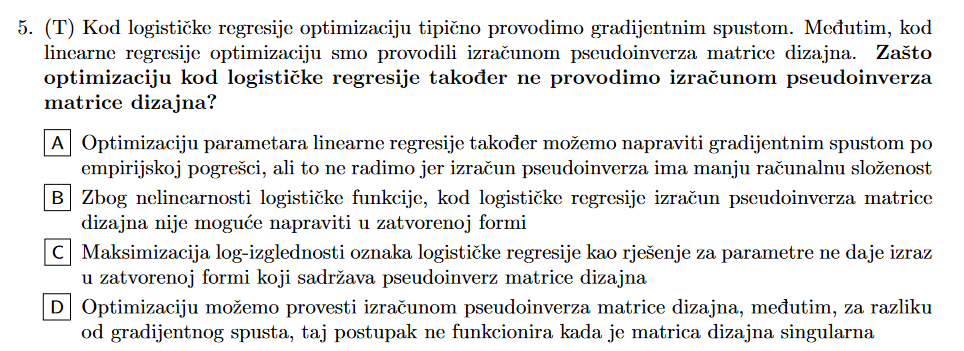 5. (T) Kod logističke regresije optimizaciju tipično provodimo gradijentnim spustom. Međutim, kod
linearne regresije optimizaciju smo provodili izračunom pseudoinverza matrice dizajna. Zašto
optimizaciju kod logističke regresije također ne provodimo izračunom pseudoinverza
matrice dizajna?
A Optimizaciju parametara linearne regresije također možemo napraviti gradijentnim spustom po
empirijskoj pogrešci, ali to ne radimo jer izračun pseudoinverza ima manju računalnu složenost
B Zbog nelinearnosti logističke funkcije, kod logističke regresije izračun pseudoinverza matrice
dizajna nije moguće napraviti u zatvorenoj formi
C Maksimizacija log-izglednosti oznaka logističke regresije kao rješenje za parametre ne daje izraz
u zatvorenoj formi koji sadržava pseudoinverz matrice dizajna
D Optimizaciju možemo provesti izračunom pseudoinverza matrice dizajna, međutim, za razliku
od gradijentnog spusta, taj postupak ne funkcionira kada je matrica dizajna singularna